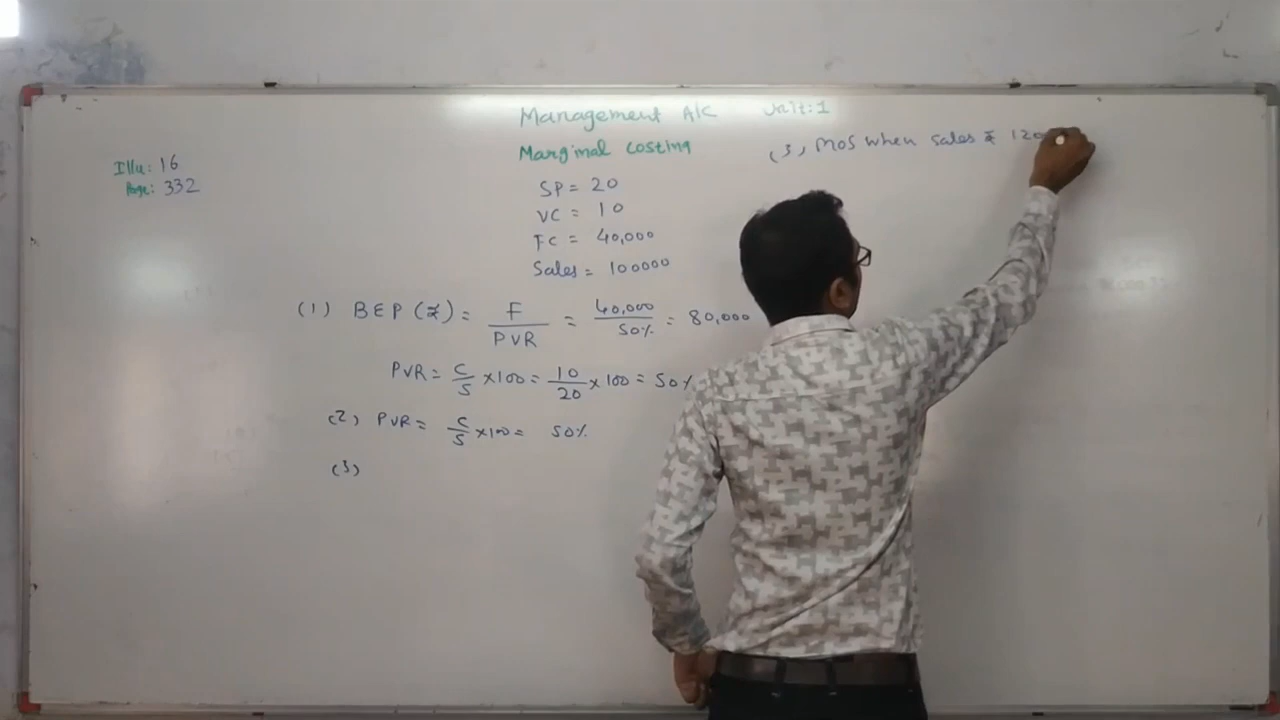 Management A/C Unit:1
Marginal Costing
(3) MOS when Sales ₹ 120
Illu: 16
Page: 332
SP = 20
VC = 10
FC = 40,000
Sales = 100000
(1) BEP (₹) = F/PVR = 40,000/50% = 80,000
PVR = C/S ×100 = 10/20 ×100 = 50%
(2) PVR = C/S ×100 = 50%
(3)